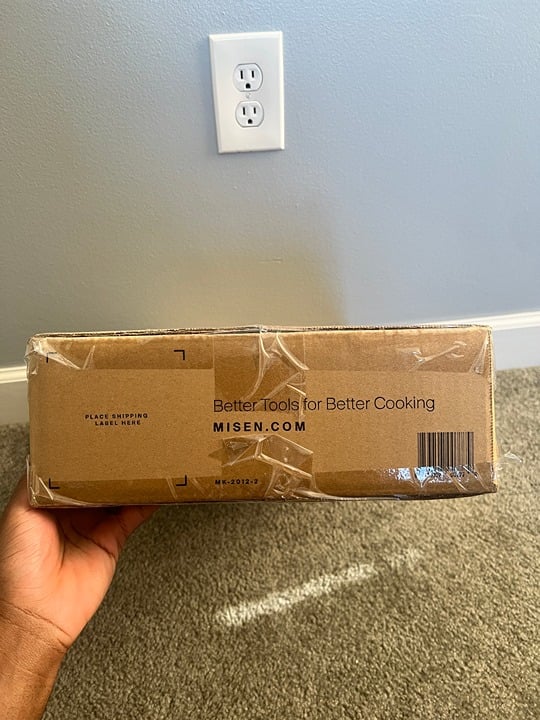 PLACE SHIPPING
LABEL HERE
Better Tools for Better Cooking
MISEN.COM
MK-2012-2